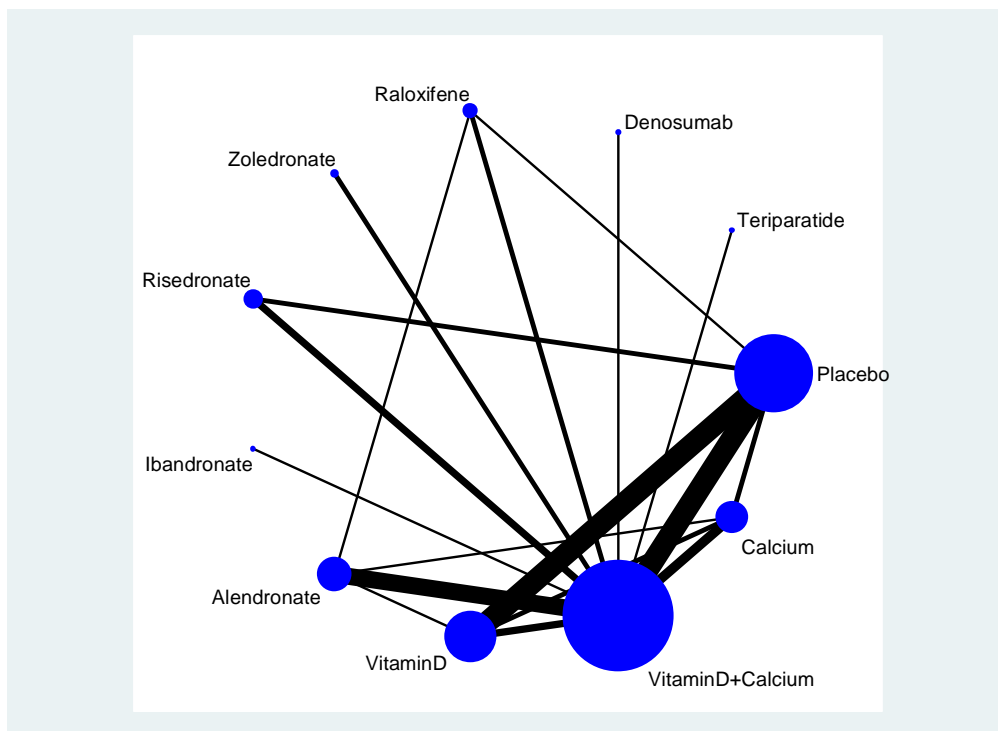 Raloxifene
Denosumab
Zoledronate
Teriparatide
Risedronate
Placebo
Ibandronate
Calcium
Alendronate
VitaminD
VitaminD+Calcium